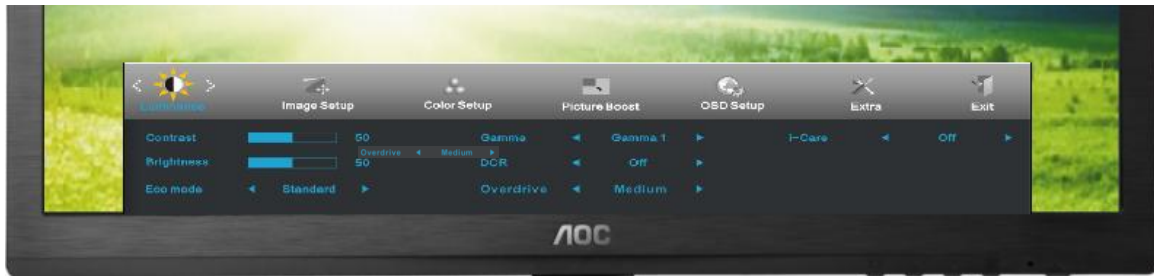 Luminance Image Setup Color Setup Picture Boost OSD Setup Extra Exit
Contrast 50 Gamma Gamma 1 i-Care Off
Overdrive Medium
Brightness 50 DCR Off
Eco mode Standard Overdrive Medium
AOC